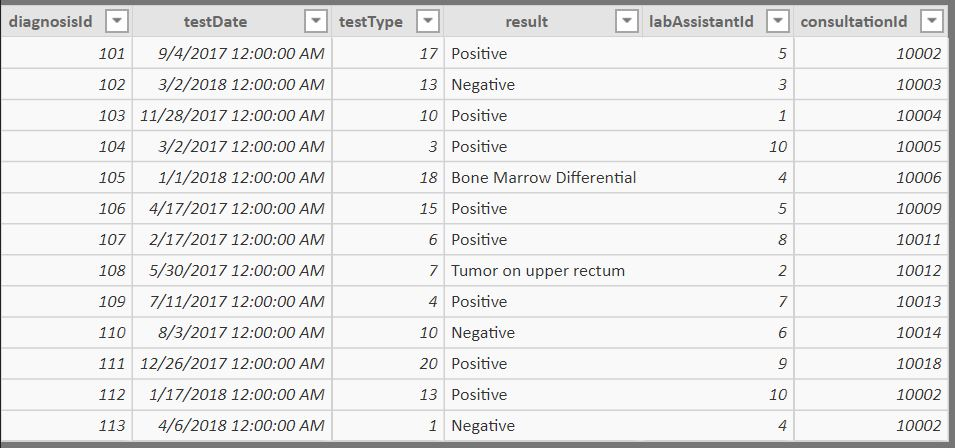 diagnosisId testDate testType result labAssistantId consultationId
101 9/4/2017 12:00:00 AM 17 Positive 5 10002
102 3/2/2018 12:00:00 AM 13 Negative 3 10003
103 11/28/2017 12:00:00 AM 10 Positive 1 10004
104 3/2/2017 12:00:00 AM 3 Positive 10 10005
105 1/1/2018 12:00:00 AM 18 Bone Marrow Differential 4 10006
106 4/17/2017 12:00:00 AM 15 Positive 5 10009
107 2/17/2017 12:00:00 AM 6 Positive 8 10011
108 5/30/2017 12:00:00 AM 7 Tumor on upper rectum 2 10012
109 7/11/2017 12:00:00 AM 4 Positive 7 10013
110 8/3/2017 12:00:00 AM 10 Negative 6 10014
111 12/26/2017 12:00:00 AM 20 Positive 9 10018
112 1/17/2018 12:00:00 AM 13 Positive 10 10002
113 4/6/2018 12:00:00 AM 1 Negative 4 10002